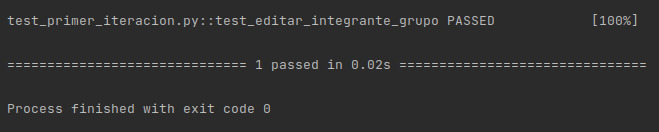 test_primer_iteracion.py::test_editar_integrante_grupo PASSED [100%]
============================== 1 passed in 0.02s ===============================
Process finished with exit code 0